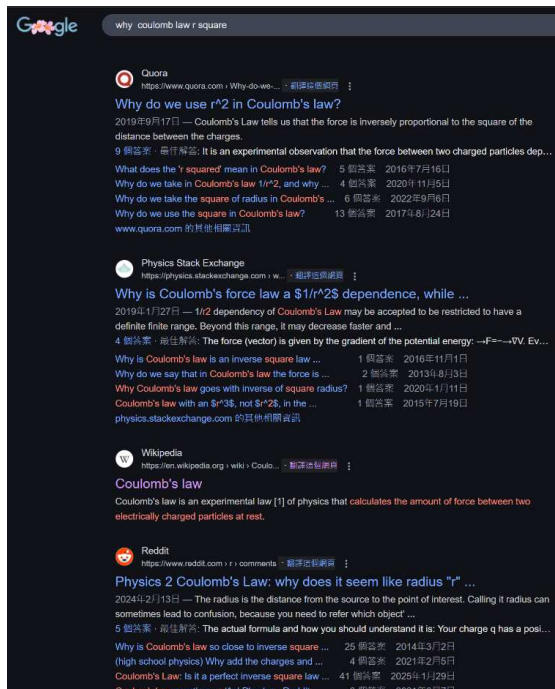 Google
why coulomb law r square
Quora
https://www.quora.com › Why-do-we-... · 翻譯這個網頁
Why do we use r^2 in Coulomb's law?
2019年9月17日 — Coulomb's Law tells us that the force is inversely proportional to the square of the
distance between the charges.
9 個答案 · 最佳解答: It is an experimental observation that the force between two charged particles dep...
What does the 'r squared' mean in Coulomb's law? 5 個答案 2016年7月16日
Why do we take in Coulomb's law 1/r^2, and why ... 4 個答案 2020年11月5日
Why do we take the square of radius in Coulomb's ... 6 個答案 2022年9月6日
Why do we use the square in Coulomb's law? 13 個答案 2017年8月24日
www.quora.com 的其他相關資訊
Physics Stack Exchange
https://physics.stackexchange.com › w... · 翻譯這個網頁
Why is Coulomb's force law a $1/r^2$ dependence, while ...
2019年1月27日 — 1/r2 dependency of Coulomb's Law may be accepted to be restricted to have a
definite finite range. Beyond this range, it may decrease faster and ...
4 個答案 · 最佳解答: The force (vector) is given by the gradient of the potential energy: →F=−→∇V. Ev...
Why is Coulomb's law is an inverse square law ... 1 個答案 2016年11月1日
Why do we say that in Coulomb's law the force is ... 2 個答案 2013年8月3日
Why Coulomb's law goes with inverse of square radius? 1 個答案 2020年1月11日
Coulomb's law with an $r^3$, not $r^2$, in the ... 1 個答案 2015年7月19日
physics.stackexchange.com 的其他相關資訊
Wikipedia
https://en.wikipedia.org › wiki › Coulo... · 翻譯這個網頁
Coulomb's law
Coulomb's law is an experimental law [1] of physics that calculates the amount of force between two
electrically charged particles at rest.
Reddit
https://www.reddit.com › r › comments · 翻譯這個網頁
Physics 2 Coulomb's Law: why does it seem like radius "r" ...
2024年2月13日 — The radius is the distance from the source to the point of interest. Calling it radius can
sometimes lead to confusion, because you need to refer which object' ...
5 個答案 · 最佳解答: The actual formula and how you should understand it is: Your charge q has a posi...
Why is Coulomb's law so close to inverse square ... 25 個答案 2014年3月2日
(high school physics) Why add the charges and ... 4 個答案 2021年2月5日
Coulomb's Law: Is it a perfect inverse square law ... 41 個答案 2025年1月29日